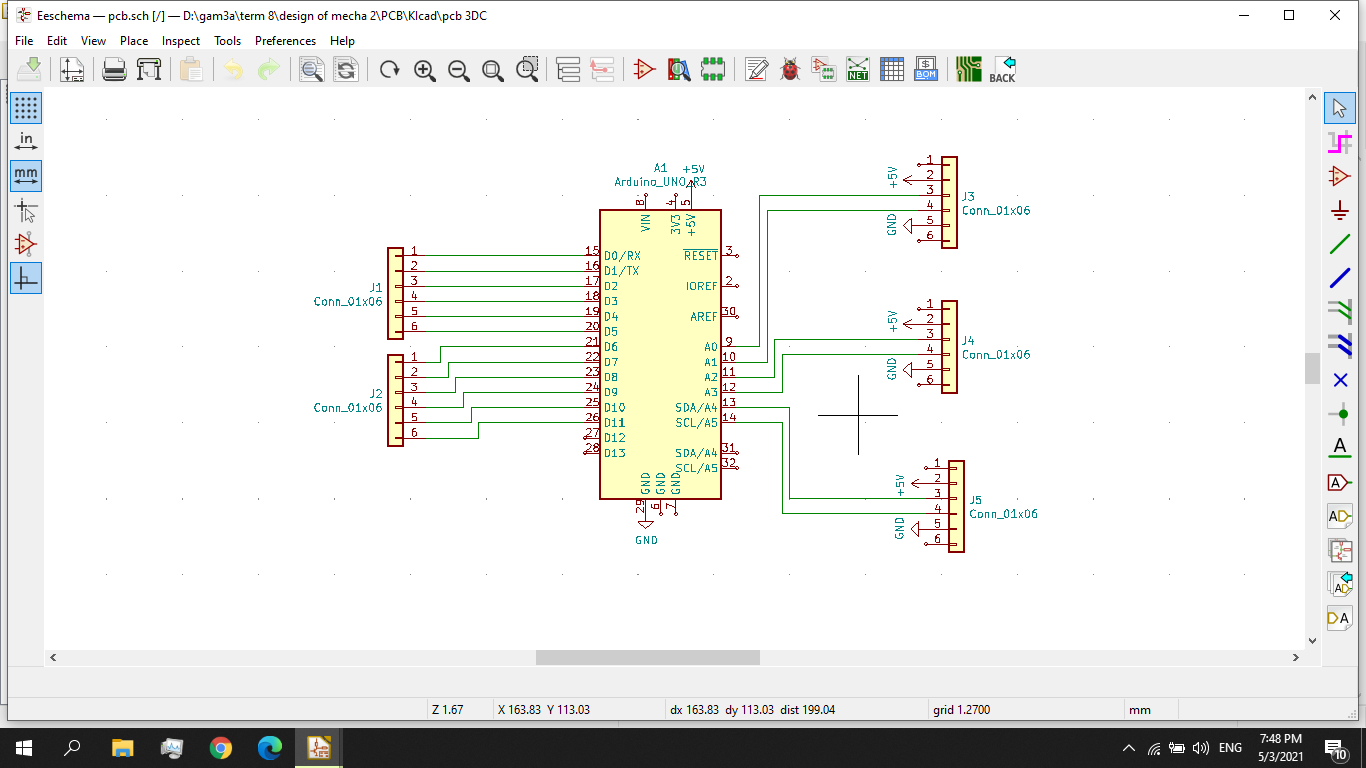 Eeschema — pcb.sch [/] — D:\gam3a\term 8\design of mecha 2\PCB\KIcad\pcb 3DC
File Edit View Place Inspect Tools Preferences Help
NET
$
BOM
BACK
in
mm
A
A
A
A
A
A1 +5V
Arduino_UNO_R3
8 4 5
VIN 3V3 +5V
15 D0/RX
16 D1/TX
17 D2
18 D3
19 D4
20 D5
21 D6
22 D7
23 D8
24 D9
25 D10
26 D11
27 D12
28 D13
RESET 3
IOREF 2
AREF 30
A0 9
A1 10
A2 11
A3 12
SDA/A4 13
SCL/A5 14
SDA/A4 31
SCL/A5 32
GND GND GND
29 6 7
GND
J1
Conn_01x06
1
2
3
4
5
6
J2
Conn_01x06
1
2
3
4
5
6
J3
Conn_01x06
+5V
GND
1
2
3
4
5
6
J4
Conn_01x06
+5V
GND
1
2
3
4
5
6
J5
Conn_01x06
+5V
GND
1
2
3
4
5
6
Z 1.67 X 163.83 Y 113.03 dx 163.83 dy 113.03 dist 199.04 grid 1.2700 mm
ENG
7:48 PM
5/3/2021
10